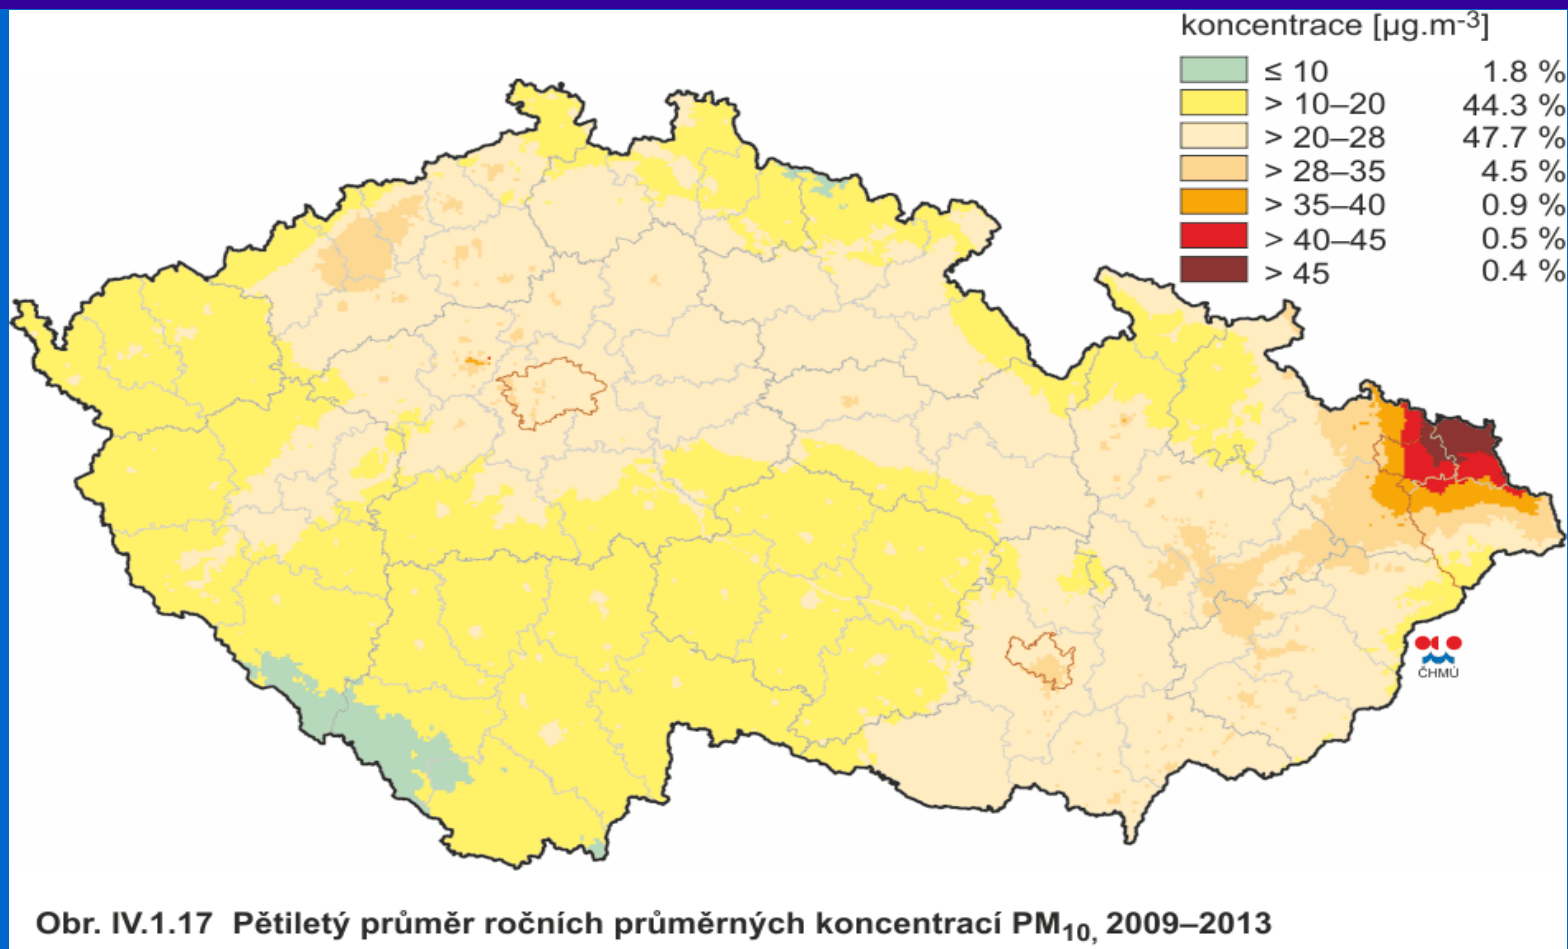 koncentrace [µg.m-3]
≤ 10 1.8 %
> 10–20 44.3 %
> 20–28 47.7 %
> 28–35 4.5 %
> 35–40 0.9 %
> 40–45 0.5 %
> 45 0.4 %
ČHMÚ
Obr. IV.1.17 Pětiletý průměr ročních průměrných koncentrací PM10, 2009–2013